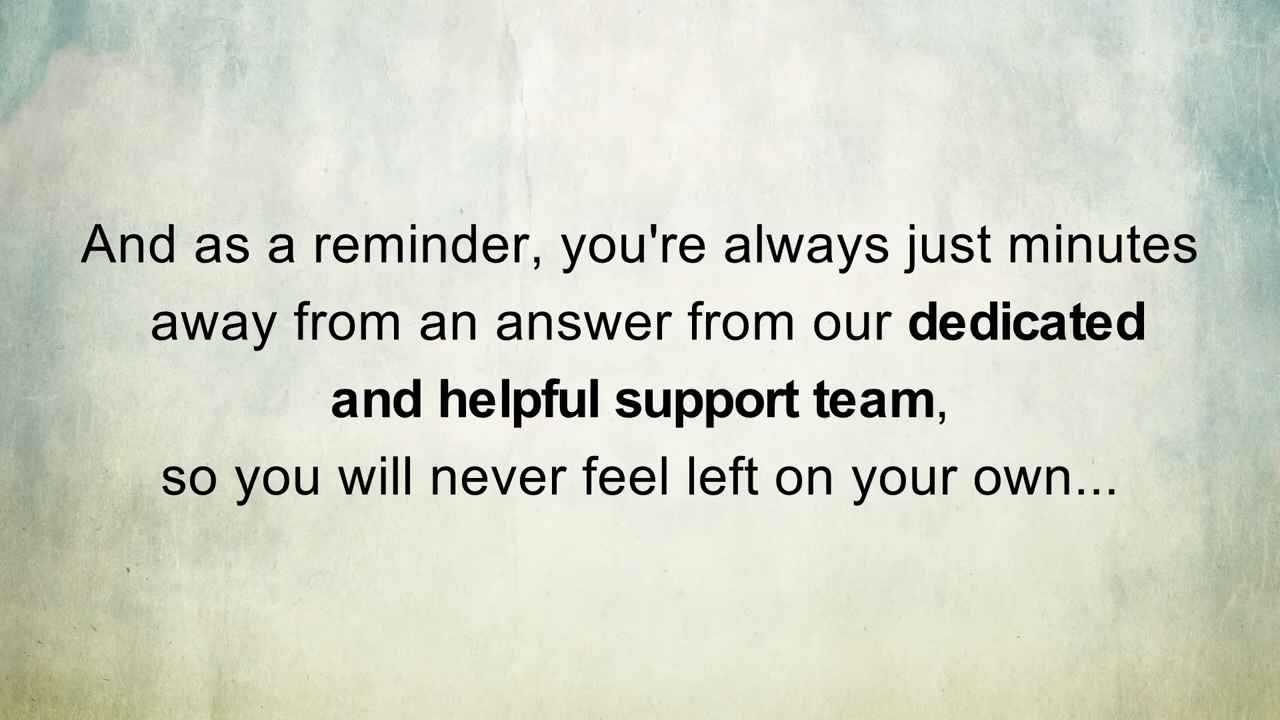 And as a reminder, you're always just minutes
away from an answer from our dedicated
and helpful support team,
so you will never feel left on your own...